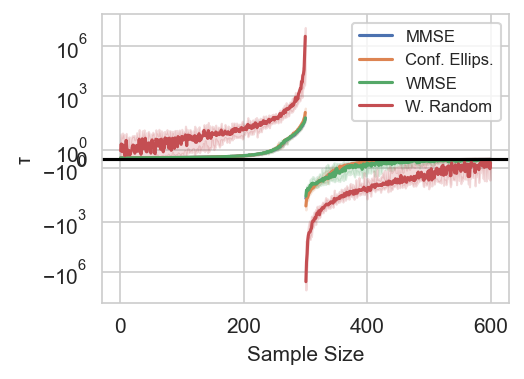 10^6
10^3
10^0
0
−10^0
−10^3
−10^6
τ
0 200 400 600
Sample Size
MMSE
Conf. Ellips.
WMSE
W. Random